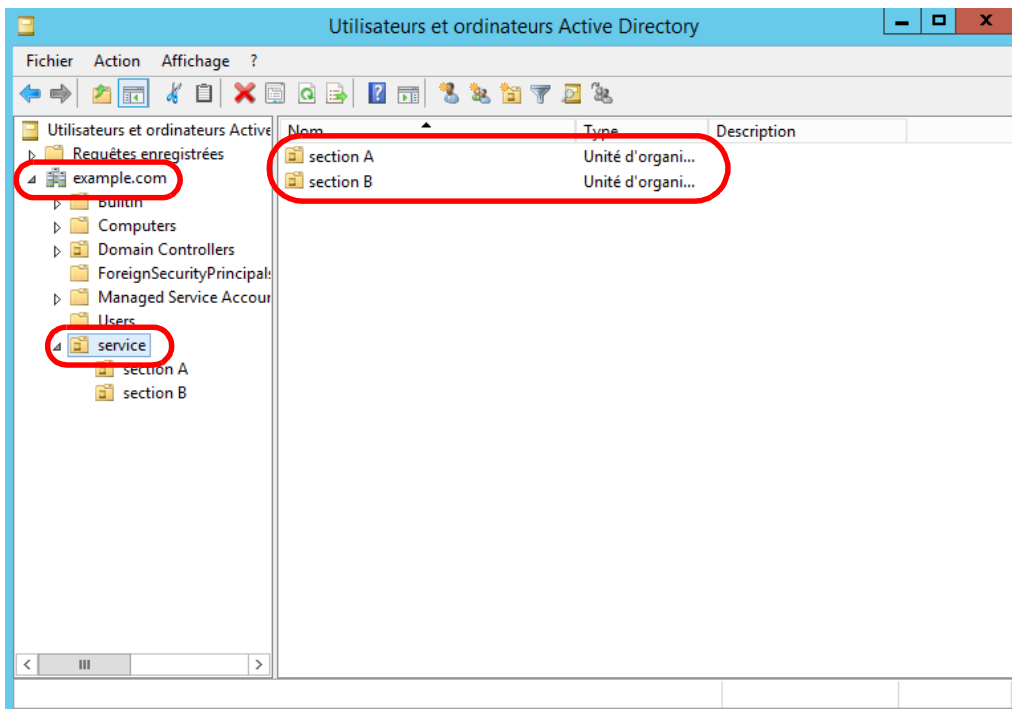 Utilisateurs et ordinateurs Active Directory
Fichier Action Affichage ?
Utilisateurs et ordinateurs Active
Requêtes enregistrées
example.com
Builtin
Computers
Domain Controllers
ForeignSecurityPrincipals
Managed Service Accour
Users
service
section A
section B
Nom Type Description
section A Unité d'organi...
section B Unité d'organi...